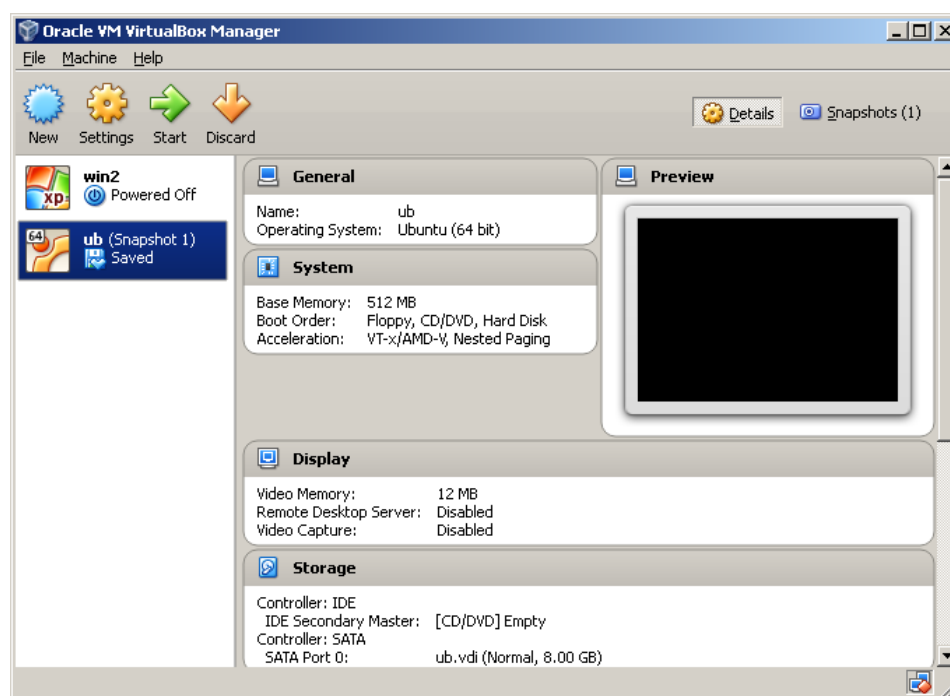 Oracle VM VirtualBox Manager
File Machine Help
New Settings Start Discard
Details Snapshots (1)
win2
Powered Off
64
ub (Snapshot 1)
Saved
General
Name: ub
Operating System: Ubuntu (64 bit)
System
Base Memory: 512 MB
Boot Order: Floppy, CD/DVD, Hard Disk
Acceleration: VT-x/AMD-V, Nested Paging
Preview
Display
Video Memory: 12 MB
Remote Desktop Server: Disabled
Video Capture: Disabled
Storage
Controller: IDE
IDE Secondary Master: [CD/DVD] Empty
Controller: SATA
SATA Port 0: ub.vdi (Normal, 8.00 GB)